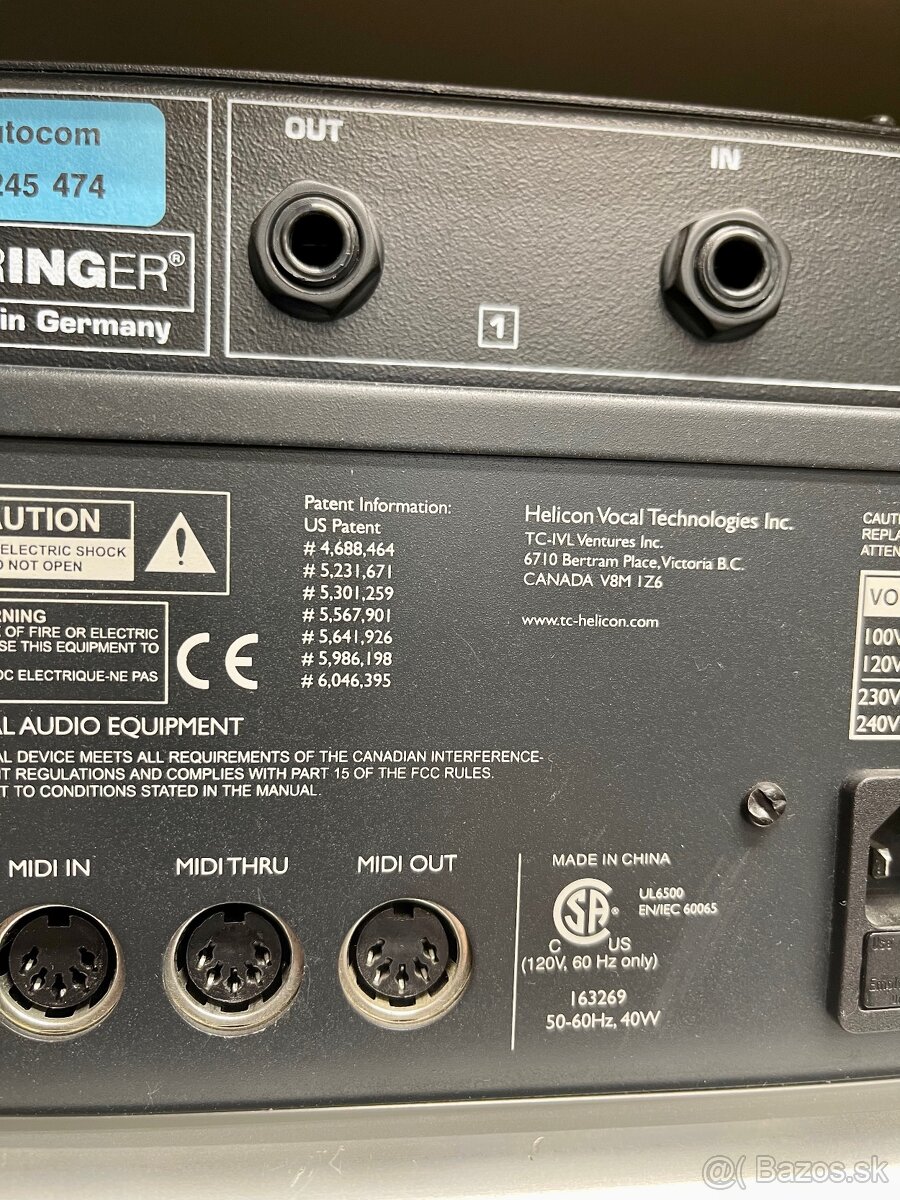 utocom
245 474
RINGER®
in Germany
OUT
IN
1
AUTION
ELECTRIC SHOCK
O NOT OPEN
RNING
E OF FIRE OR ELECTRIC
SE THIS EQUIPMENT TO
OC ELECTRIQUE-NE PAS
CE
Patent Information:
US Patent
# 4,688,464
# 5,231,671
# 5,301,259
# 5,567,901
# 5,641,926
# 5,986,198
# 6,046,395
Helicon Vocal Technologies Inc.
TC-IVL Ventures Inc.
6710 Bertram Place, Victoria B.C.
CANADA V8M 1Z6
www.tc-helicon.com
CAUT
REPLA
ATTEN
VO
100V
120V
230V
240V
AL AUDIO EQUIPMENT
AL DEVICE MEETS ALL REQUIREMENTS OF THE CANADIAN INTERFERENCE-
T REGULATIONS AND COMPLIES WITH PART 15 OF THE FCC RULES.
T TO CONDITIONS STATED IN THE MANUAL.
MIDI IN
MIDI THRU
MIDI OUT
MADE IN CHINA
CSA®
C US
UL6500
EN/IEC 60065
(120V, 60 Hz only)
163269
50-60Hz, 40W
Use
@( Bazos.sk